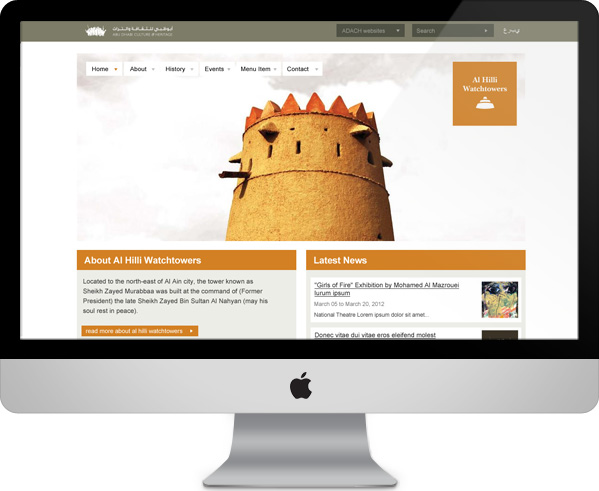 أبوظبي للثقافة والتراث
ABU DHABI CULTURE & HERITAGE
ADACH websites
Search
عربي
Home
About
History
Events
Menu Item
Contact
Al Hilli
Watchtowers
About Al Hilli Watchtowers
Located to the north-east of Al Ain city, the tower known as
Sheikh Zayed Murabbaa was built at the command of (Former
President) the late Sheikh Zayed Bin Sultan Al Nahyan (may his
soul rest in peace).
read more about al hilli watchtowers
Latest News
"Girls of Fire" Exhibition by Mohamed Al Mazrouei
lurum ipsum
March 05 to March 20, 2012
National Theatre Lorem ipsum dolor sit amet...
Donec vitae dui vitae eros eleifend molest